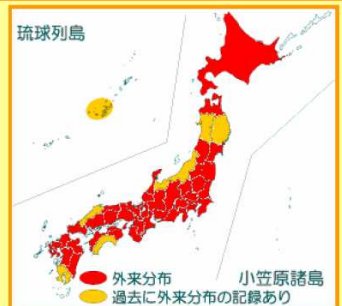 琉球列島
外来分布
小笠原諸島
過去に外来分布の記録あり